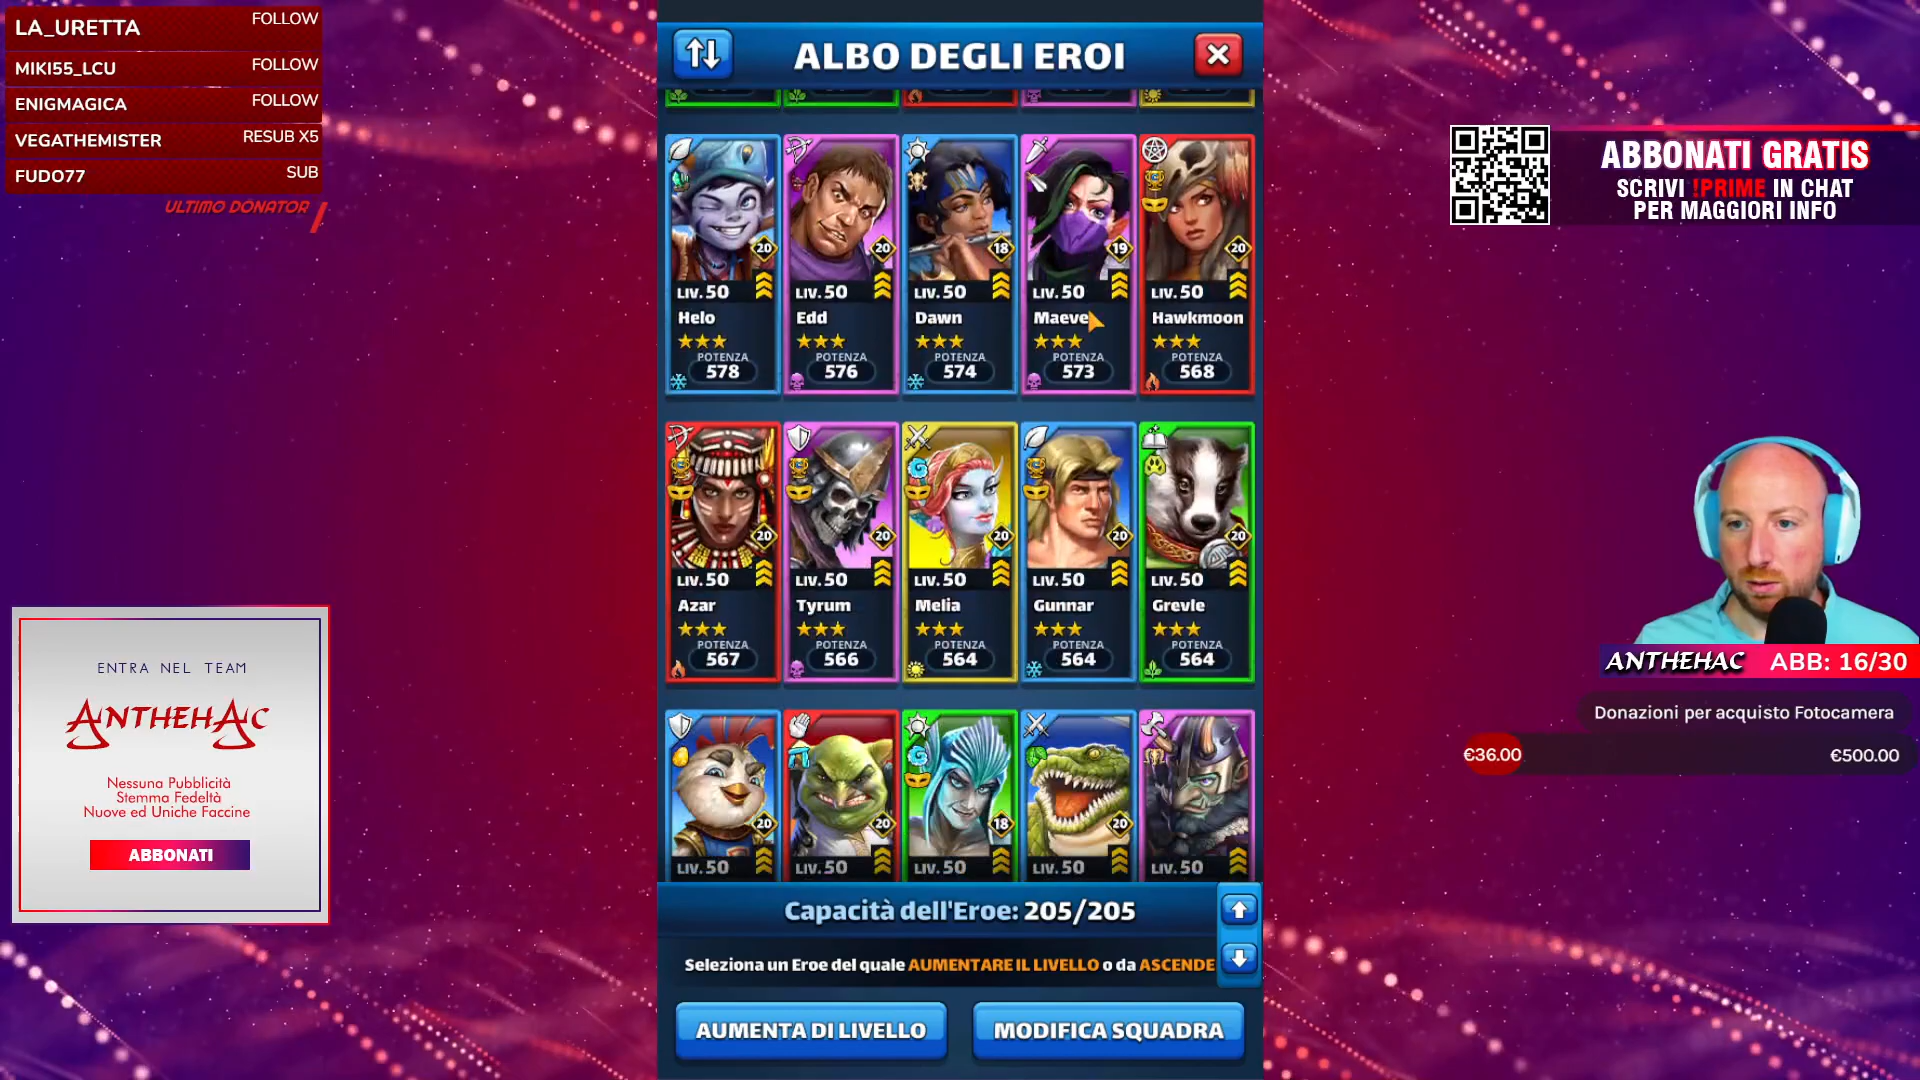 LA_URETTA FOLLOW
MIKI55_LCU FOLLOW
ENIGMAGICA FOLLOW
VEGATHEMISTER RESUB X5
FUDO77 SUB
ULTIMO DONATOR
ENTRA NEL TEAM
ANTHEHAC
Nessuna Pubblicità
Stemma Fedeltà
Nuove ed Uniche Faccine
ABBONATI
ALBO DEGLI EROI
20 20 18 19 20
LIV.50 LIV.50 LIV.50 LIV.50 LIV.50
Helo Edd Dawn Maeve Hawkmoon
POTENZA POTENZA POTENZA POTENZA POTENZA
578 576 574 573 568
20 20 20 20 20
LIV.50 LIV.50 LIV.50 LIV.50 LIV.50
Azar Tyrum Melia Gunnar Grevle
POTENZA POTENZA POTENZA POTENZA POTENZA
567 566 564 564 564
20 20 18 20
LIV.50 LIV.50 LIV.50 LIV.50 LIV.50
Capacità dell'Eroe: 205/205
Seleziona un Eroe del quale AUMENTARE IL LIVELLO o da ASCENDE
AUMENTA DI LIVELLO MODIFICA SQUADRA
ABBONATI GRATIS
SCRIVI !PRIME IN CHAT
PER MAGGIORI INFO
ANTHEHAC ABB: 16/30
Donazioni per acquisto Fotocamera
€36.00 €500.00